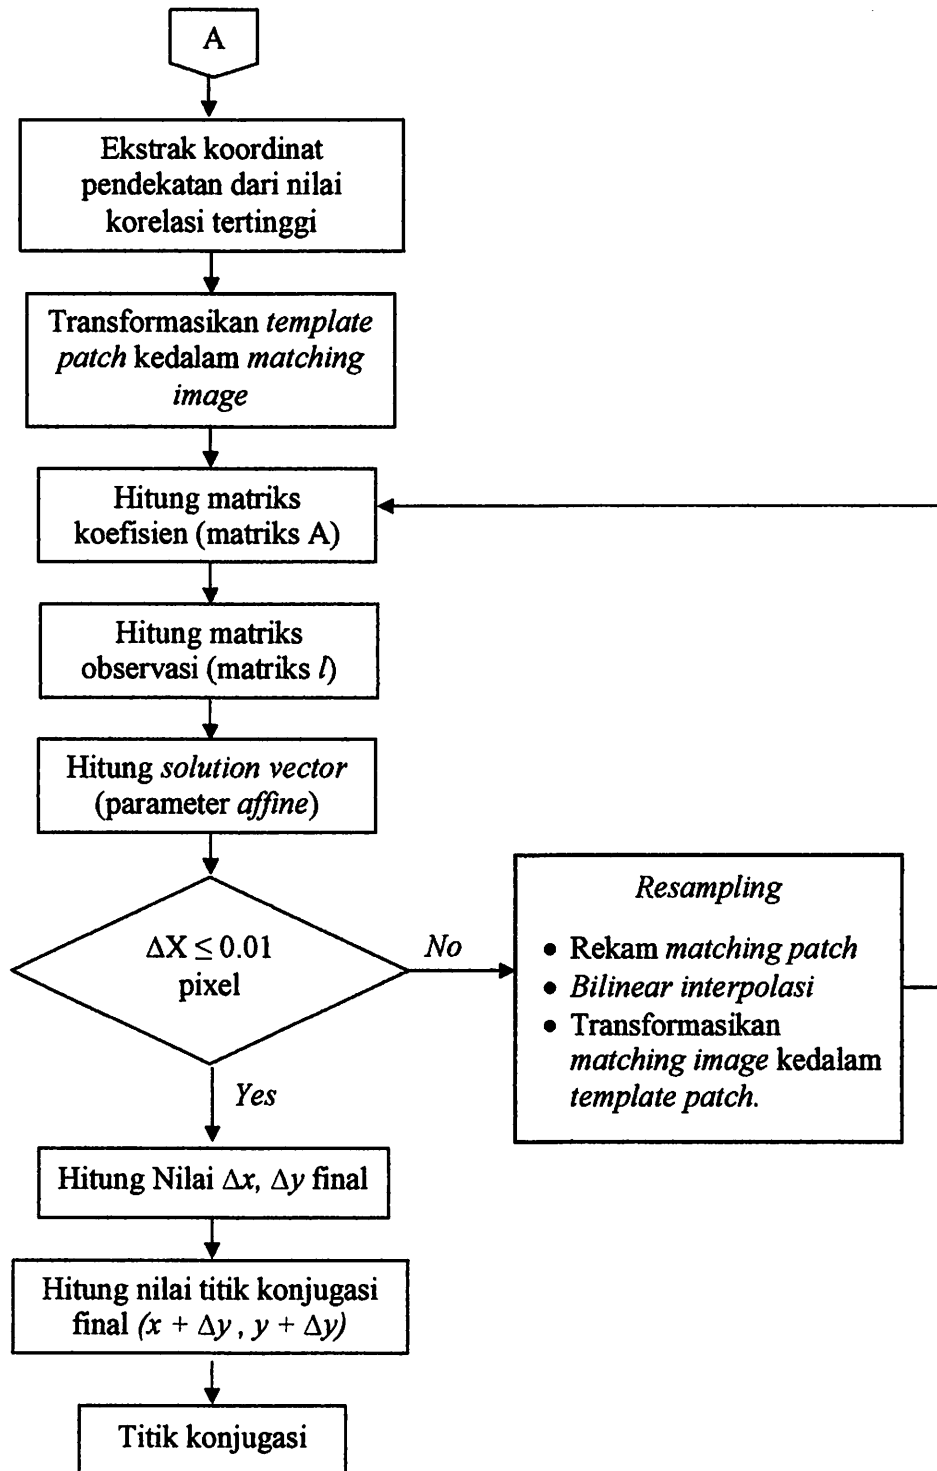 A
Ekstrak koordinat
pendekatan dari nilai
korelasi tertinggi
Transformasikan template
patch kedalam matching
image
Hitung matriks
koefisien (matriks A)
Hitung matriks
observasi (matriks l)
Hitung solution vector
(parameter affine)
ΔX ≤ 0.01
pixel
No
Resampling
• Rekam matching patch
• Bilinear interpolasi
• Transformasikan
matching image kedalam
template patch.
Yes
Hitung Nilai Δx, Δy final
Hitung nilai titik konjugasi
final (x + Δy , y + Δy)
Titik konjugasi